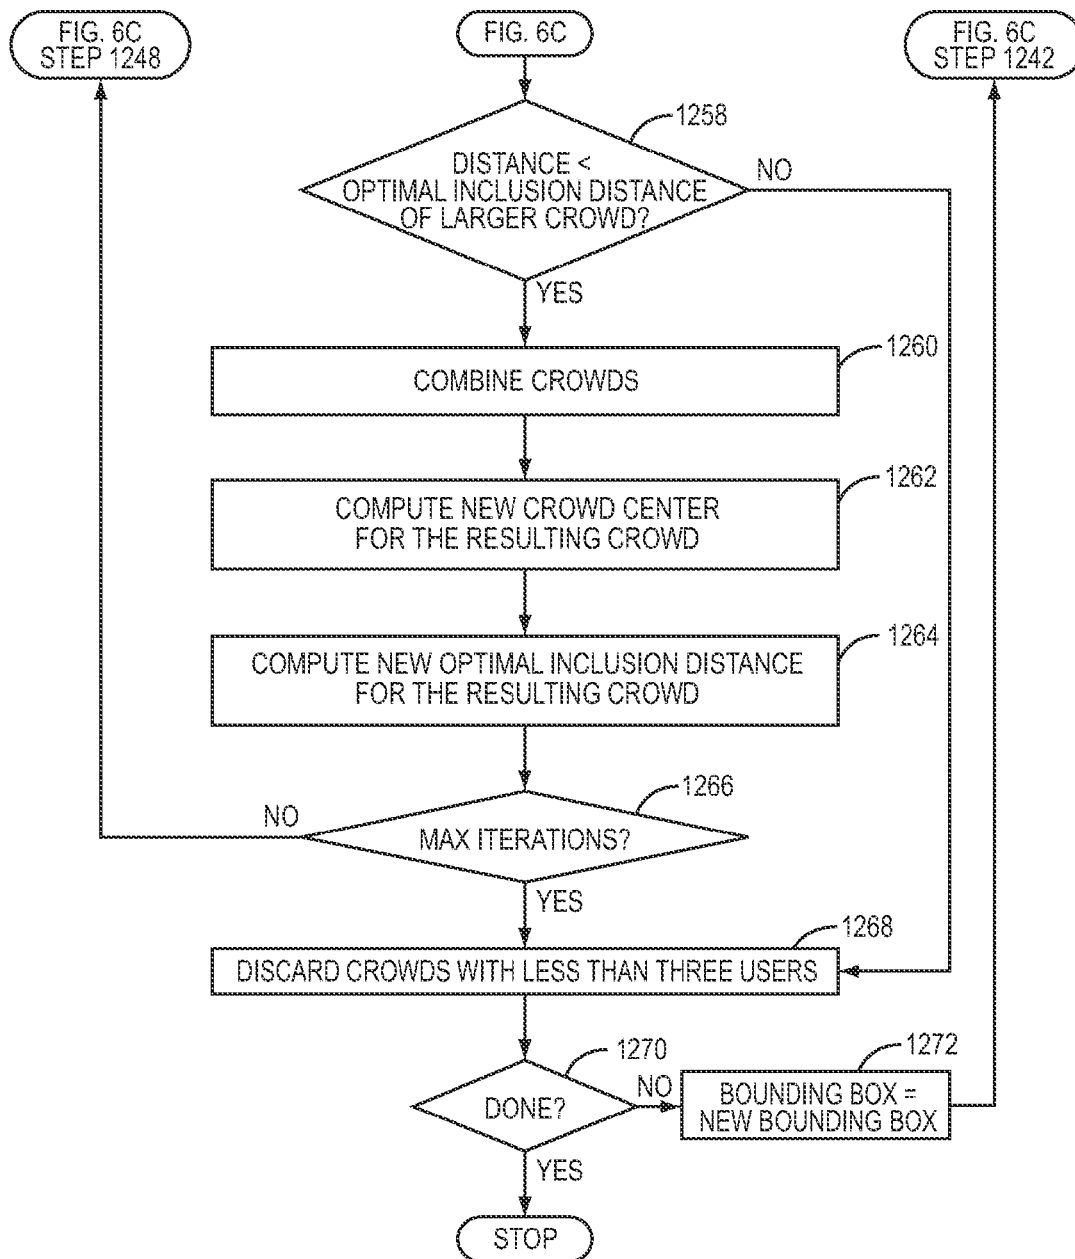 FIG. 6C
STEP 1248
FIG. 6C
FIG. 6C
STEP 1242
1258
DISTANCE <
OPTIMAL INCLUSION DISTANCE
OF LARGER CROWD?
NO
YES
1260
COMBINE CROWDS
1262
COMPUTE NEW CROWD CENTER
FOR THE RESULTING CROWD
1264
COMPUTE NEW OPTIMAL INCLUSION DISTANCE
FOR THE RESULTING CROWD
1266
NO
MAX ITERATIONS?
YES
1268
DISCARD CROWDS WITH LESS THAN THREE USERS
1270
DONE?
NO
1272
BOUNDING BOX =
NEW BOUNDING BOX
YES
STOP